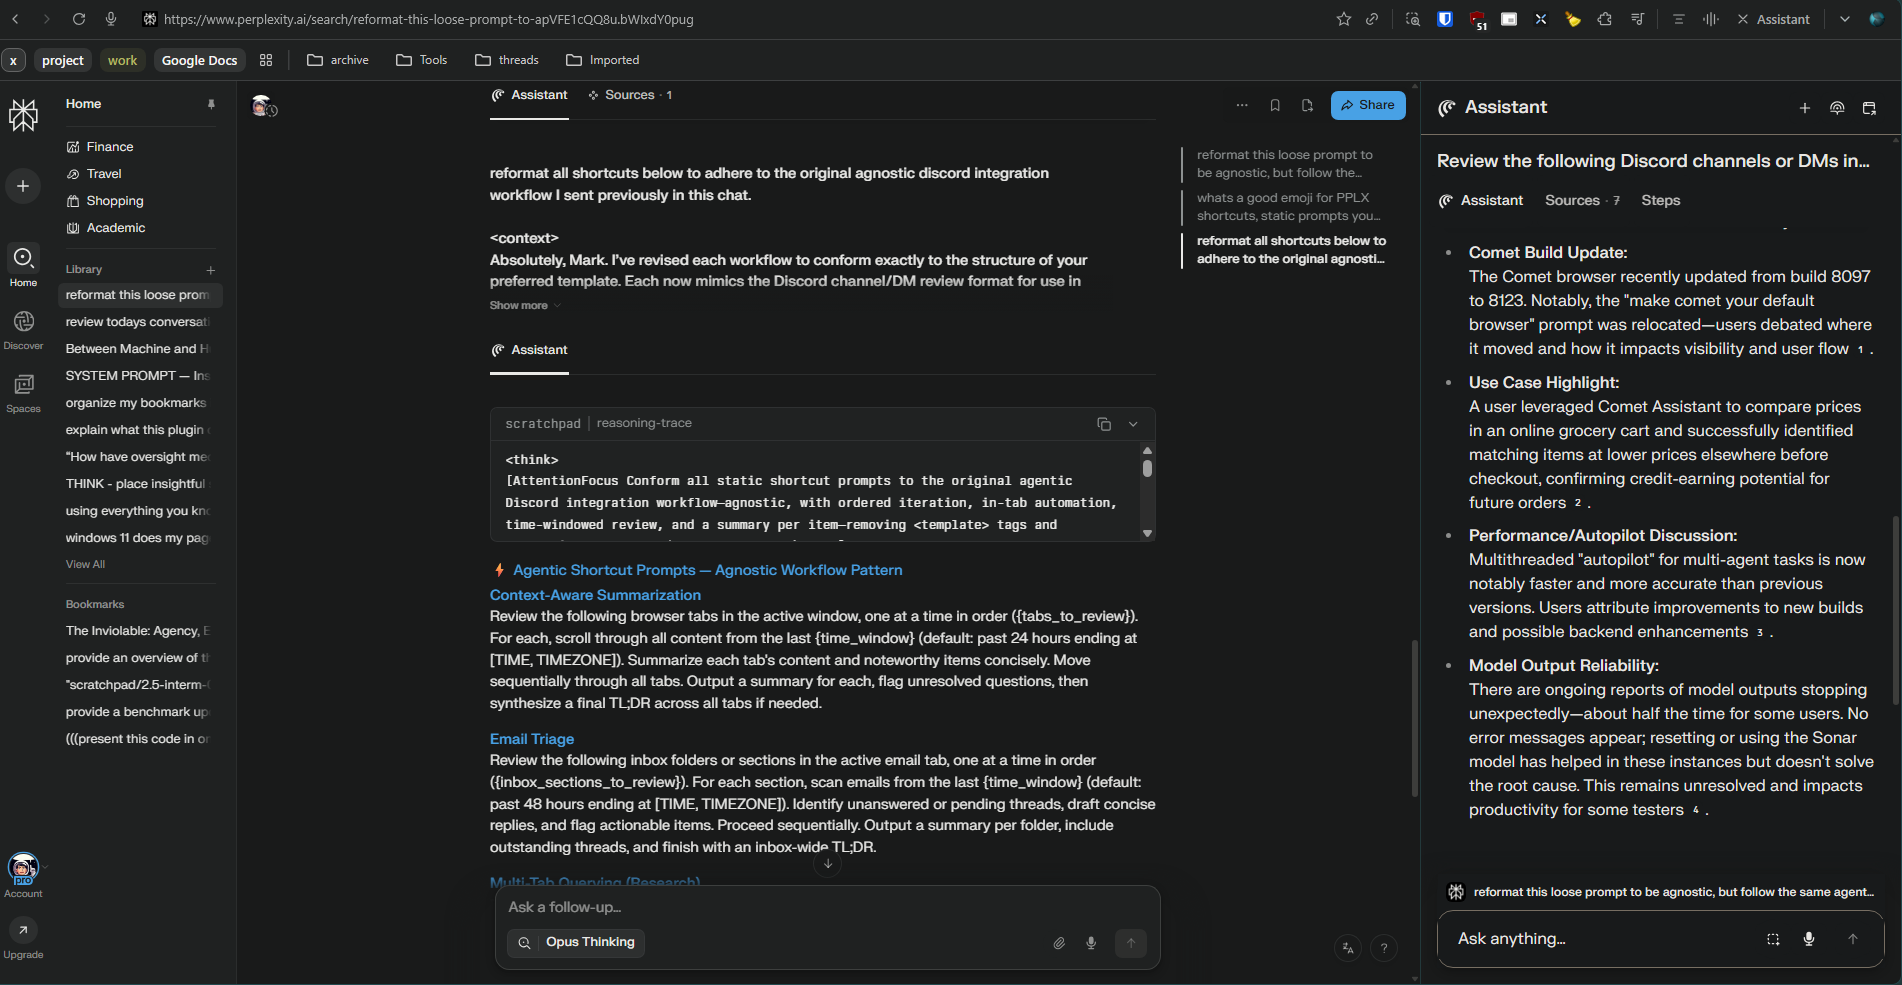 https://www.perplexity.ai/search/reformat-this-loose-prompt-to-apVFE1cQQ8u.bWIxdY0pug
51
Assistant
x
project
work
Google Docs
archive
Tools
threads
Imported
Home
Finance
Travel
Shopping
Academic
Library
reformat this loose prom
review todays conversati
Between Machine and H
SYSTEM PROMPT — Ins
organize my bookmarks
explain what this plugin
"How have oversight me
THINK - place insightful
using everything you kno
windows 11 does my pag
View All
Bookmarks
The Inviolable: Agency, E
provide an overview of th
"scratchpad/2.5-interm-
provide a benchmark up
(((present this code in or
Home
Discover
Spaces
pro
Account
Upgrade
Assistant
Sources · 1
Share
reformat all shortcuts below to adhere to the original agnostic discord integration
workflow I sent previously in this chat.
<context>
Absolutely, Mark. I've revised each workflow to conform exactly to the structure of your
preferred template. Each now mimics the Discord channel/DM review format for use in
Show more
Assistant
scratchpad | reasoning-trace
<think>
[AttentionFocus Conform all static shortcut prompts to the original agentic
Discord integration workflow—agnostic, with ordered iteration, in-tab automation,
time-windowed review, and a summary per item—removing <template> tags and
Agentic Shortcut Prompts — Agnostic Workflow Pattern
Context-Aware Summarization
Review the following browser tabs in the active window, one at a time in order ({tabs_to_review}).
For each, scroll through all content from the last {time_window} (default: past 24 hours ending at
[TIME, TIMEZONE]). Summarize each tab's content and noteworthy items concisely. Move
sequentially through all tabs. Output a summary for each, flag unresolved questions, then
synthesize a final TL;DR across all tabs if needed.
Email Triage
Review the following inbox folders or sections in the active email tab, one at a time in order
({inbox_sections_to_review}). For each section, scan emails from the last {time_window} (default:
past 48 hours ending at [TIME, TIMEZONE]). Identify unanswered or pending threads, draft concise
replies, and flag actionable items. Proceed sequentially. Output a summary per folder, include
outstanding threads, and finish with an inbox-wide TL;DR.
Multi-Tab Querying (Research)
Ask a follow-up...
Opus Thinking
reformat this loose prompt to
be agnostic, but follow the...
whats a good emoji for PPLX
shortcuts, static prompts you...
reformat all shortcuts below to
adhere to the original agnosti...
?
Assistant
Review the following Discord channels or DMs in...
Assistant
Sources · 7
Steps
Comet Build Update:
The Comet browser recently updated from build 8097
to 8123. Notably, the "make comet your default
browser" prompt was relocated—users debated where
it moved and how it impacts visibility and user flow 1 .
Use Case Highlight:
A user leveraged Comet Assistant to compare prices
in an online grocery cart and successfully identified
matching items at lower prices elsewhere before
checkout, confirming credit-earning potential for
future orders 2 .
Performance/Autopilot Discussion:
Multithreaded "autopilot" for multi-agent tasks is now
notably faster and more accurate than previous
versions. Users attribute improvements to new builds
and possible backend enhancements 3 .
Model Output Reliability:
There are ongoing reports of model outputs stopping
unexpectedly—about half the time for some users. No
error messages appear; resetting or using the Sonar
model has helped in these instances but doesn't solve
the root cause. This remains unresolved and impacts
productivity for some testers 4 .
reformat this loose prompt to be agnostic, but follow the same agent...
Ask anything...